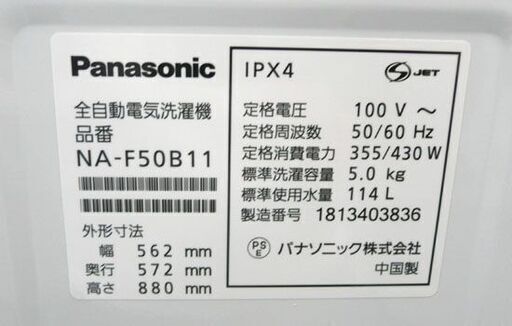 Panasonic
全自動電気洗濯機
品番
NA-F50B11
外形寸法
幅 562 mm
奥行 572 mm
高さ 880 mm
IPX4
S JET
定格電圧 100 V ～
定格周波数 50/60 Hz
定格消費電力 355/430 W
標準洗濯容量 5.0 kg
標準使用水量 114 L
製造番号 1813403836
PSE パナソニック株式会社
中国製